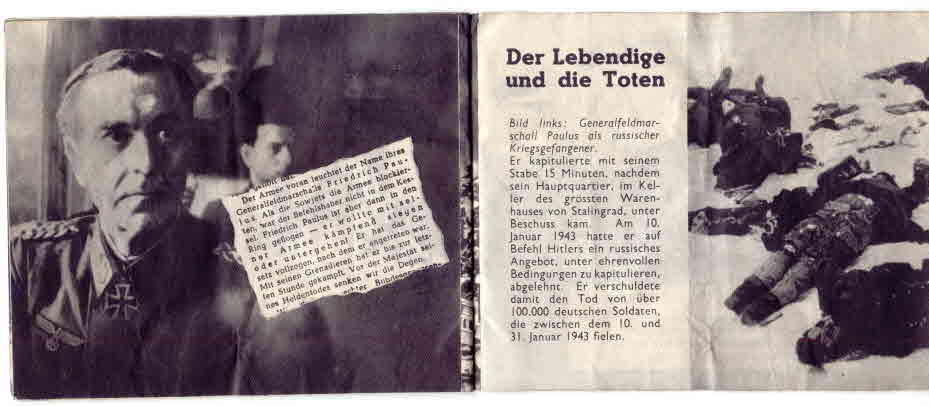 Der Armee voran leuchtet der Name ihres
Generalfeldmarschalls Friedrich Pau-
lus. Als die Sowjets die Armee blockier-
ten, war der Befehlshaber nicht in dem Kes-
sel. Friedrich Paulus ist aber dann in den
Ring geflogen — er wollte mit sei-
ner Armee kämpfend siegen
oder untergehen! Er hat das Ge-
setz vollzogen, nach dem er angetreten war.
Mit seinen Grenadieren hat er bis zur letz-
ten Stunde gekämpft. Vor der Majestät sei-
nes Heldentodes senken wir die Degen.
Der Lebendige
und die Toten
Bild links: Generalfeldmar-
schall Paulus als russischer
Kriegsgefangener.
Er kapitulierte mit seinem
Stabe 15 Minuten, nachdem
sein Hauptquartier, im Kel-
ler des grössten Waren-
hauses von Stalingrad, unter
Beschuss kam. Am 10.
Januar 1943 hatte er auf
Befehl Hitlers ein russisches
Angebot, unter ehrenvollen
Bedingungen zu kapitulieren,
abgelehnt. Er verschuldete
damit den Tod von über
100.000 deutschen Soldaten,
die zwischen dem 10. und
31. Januar 1943 fielen.